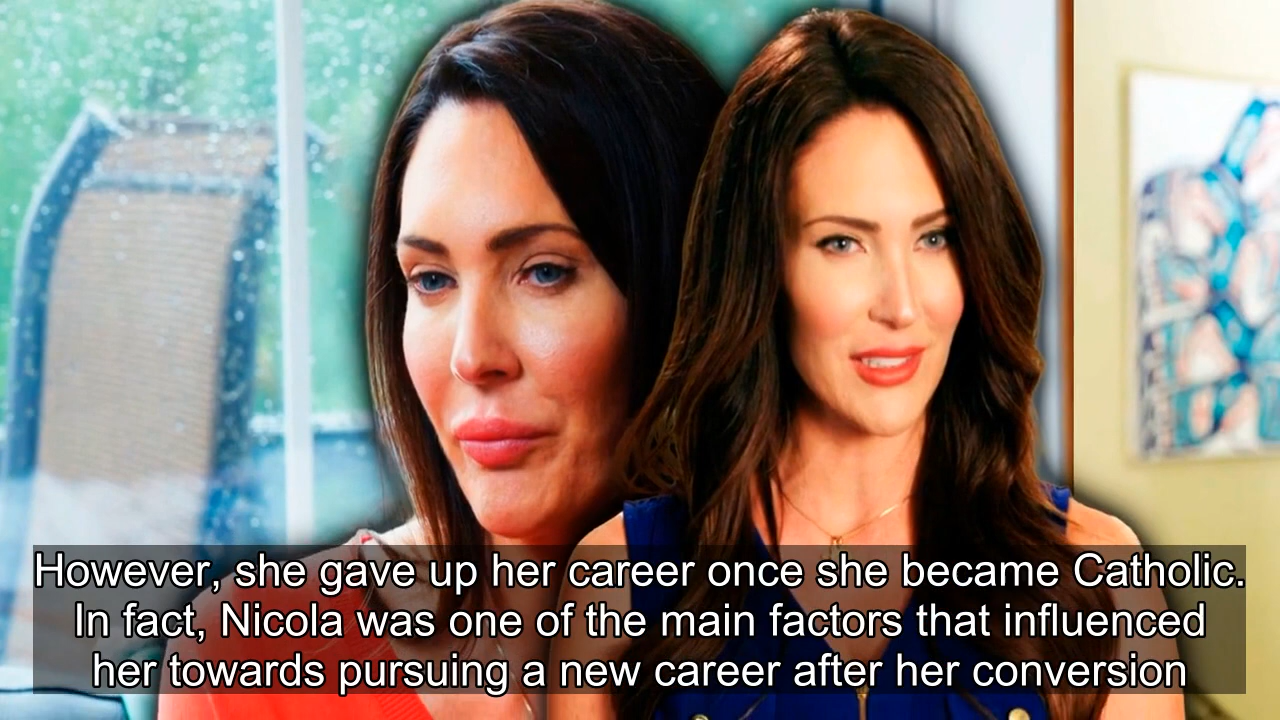 However, she gave up her career once she became Catholic.
In fact, Nicola was one of the main factors that influenced
her towards pursuing a new career after her conversion